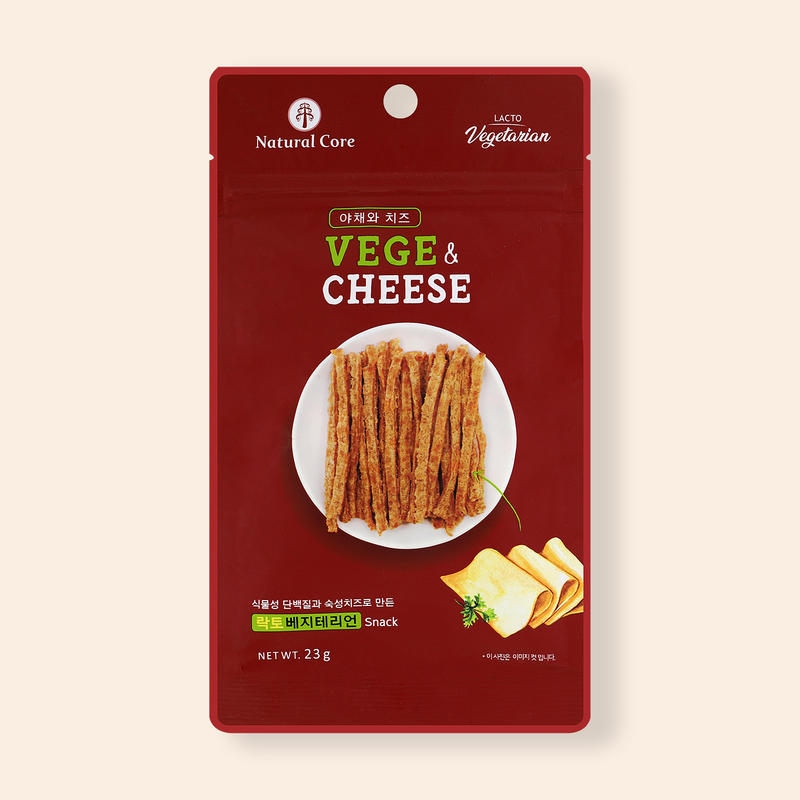 Natural Core
LACTO
Vegetarian
야채와 치즈
VEGE &
CHEESE
식물성 단백질과 숙성치즈로 만든
락토베지테리언 Snack
NET WT. 23 g
* 이 사진은 이미지 컷 입니다.